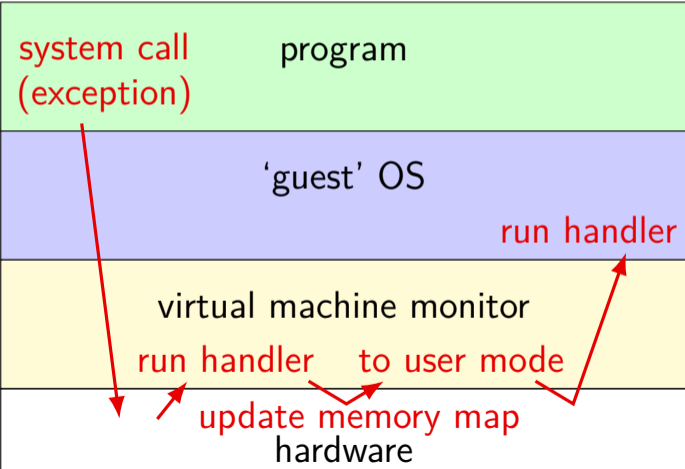 system call
(exception)
program
‘guest’ OS
run handler
virtual machine monitor
run handler
to user mode
update memory map
hardware